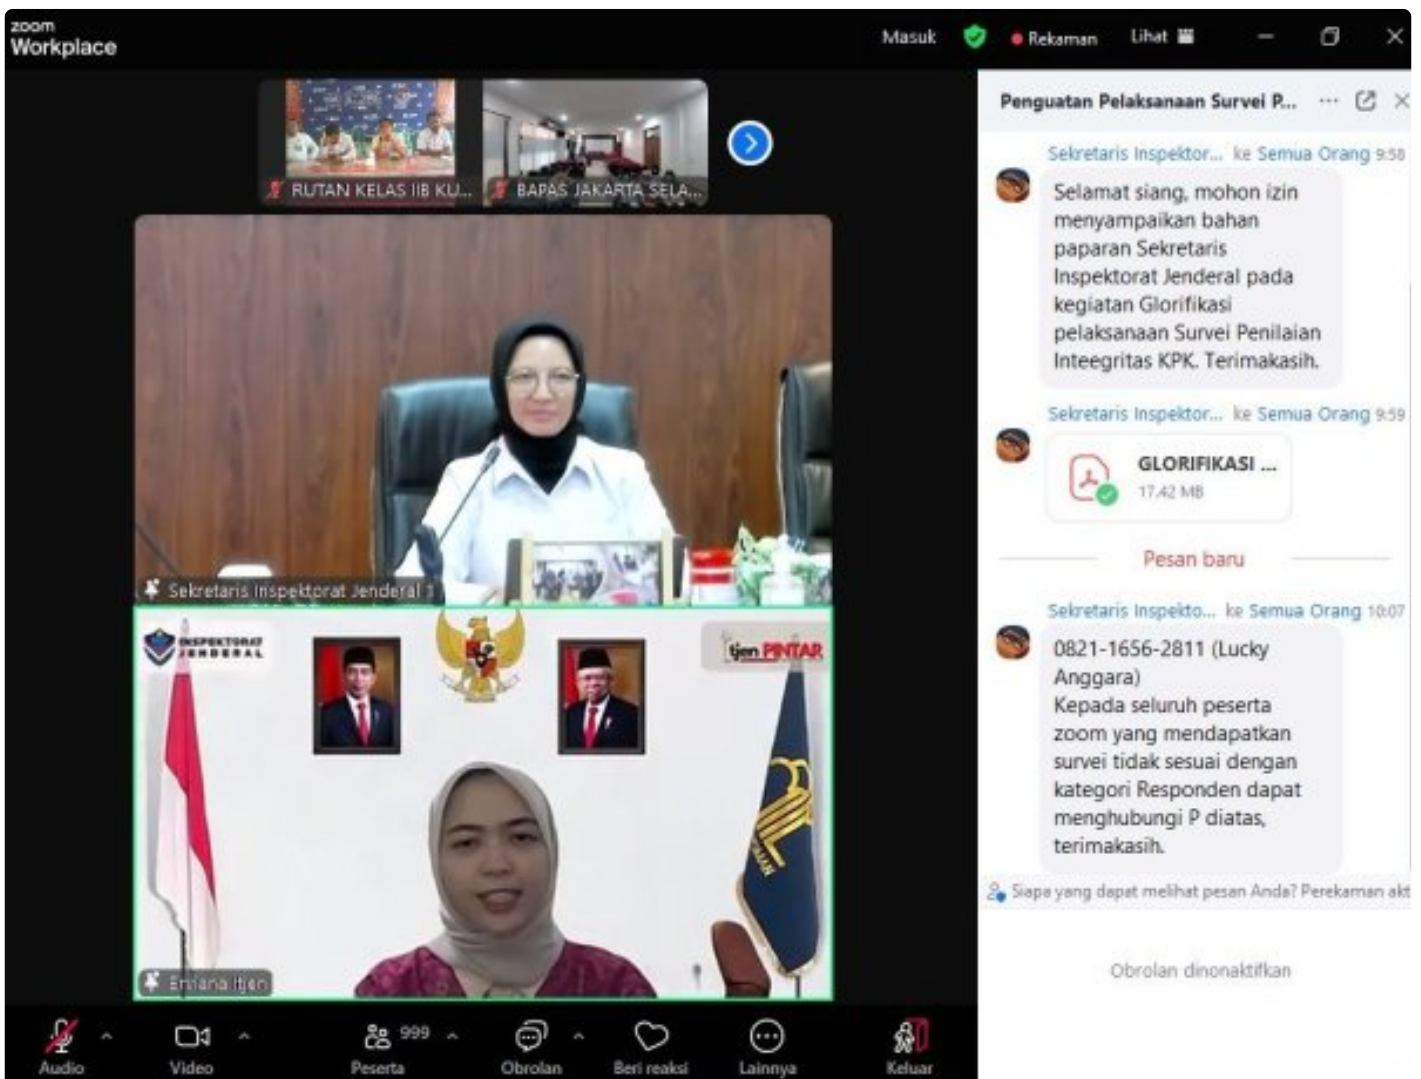 zoom
Workplace
Masuk
Rekaman
Lihat
RUTAN KELAS IIB KU...
BAPAS JAKARTA SELA...
Sekretaris Inspektorat Jenderal 1
INSPEKTORAT
JENDERAL
itjen PINTAR
Itjen
Audio
Video
999
Peserta
Obrolan
Beri reaksi
Lainnya
Keluar
Penguatan Pelaksanaan Survei P...
Sekretaris Inspektor... ke Semua Orang 9:58
Selamat siang, mohon izin
menyampaikan bahan
paparan Sekretaris
Inspektorat Jenderal pada
kegiatan Glorifikasi
pelaksanaan Survei Penilaian
Inteegritas KPK. Terimakasih.
Sekretaris Inspektor... ke Semua Orang 9:59
GLORIFIKASI ...
17.42 MB
Pesan baru
Sekretaris Inspekto... ke Semua Orang 10:07
0821-1656-2811 (Lucky
Anggara)
Kepada seluruh peserta
zoom yang mendapatkan
survei tidak sesuai dengan
kategori Responden dapat
menghubungi P diatas,
terimakasih.
Siapa yang dapat melihat pesan Anda? Perekaman akt
Obrolan dinonaktifkan